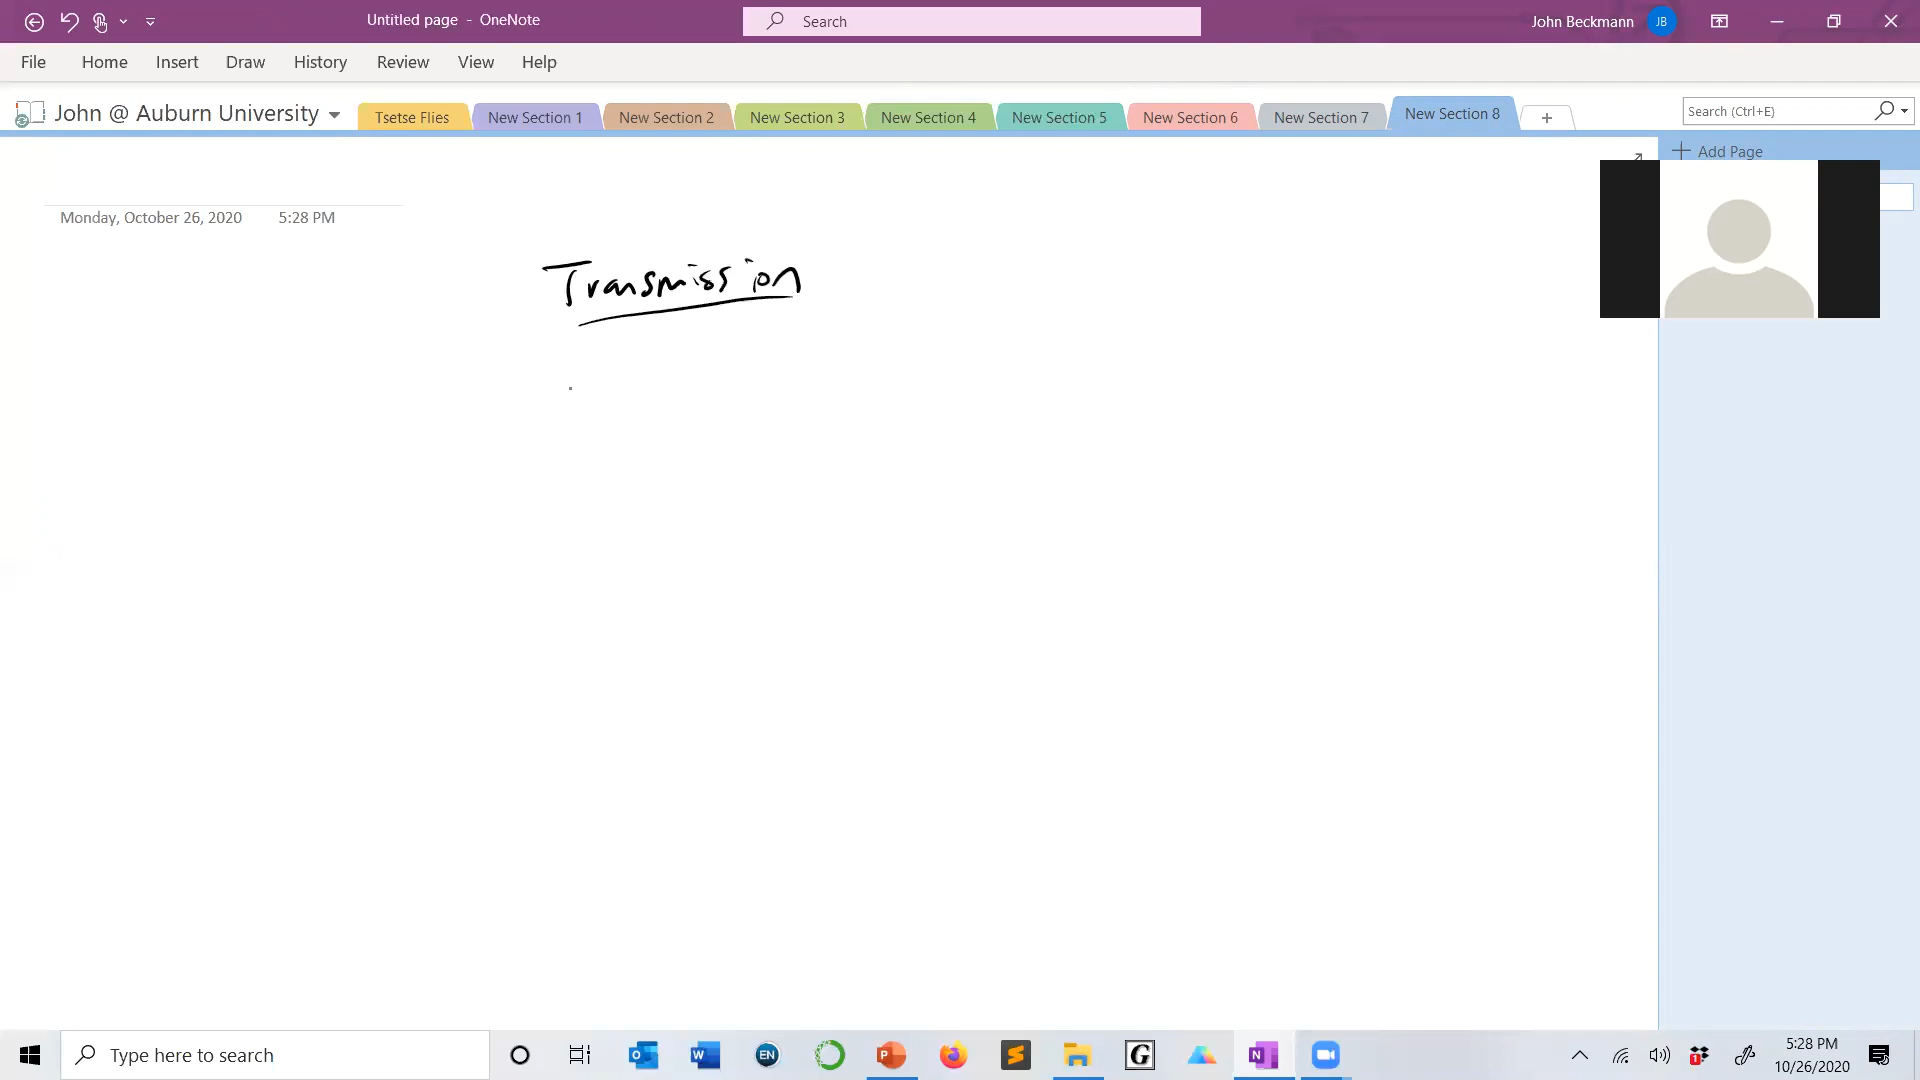 Untitled page - OneNote
Search
John Beckmann
JB
File Home Insert Draw History Review View Help
John @ Auburn University
Tsetse Flies
New Section 1
New Section 2
New Section 3
New Section 4
New Section 5
New Section 6
New Section 7
New Section 8
+
Search (Ctrl+E)
Add Page
Monday, October 26, 2020 5:28 PM
Transmission
Type here to search
O
W
EN
P
S
G
N
1
5:28 PM
10/26/2020